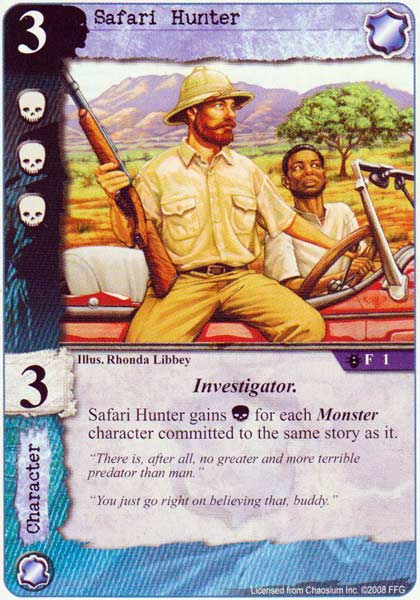 3
Safari Hunter
Illus. Rhonda Libbey
F 1
3
Investigator.
Safari Hunter gains for each Monster
character committed to the same story as it.
"There is, after all, no greater and more terrible
predator than man."
"You just go right on believing that, buddy."
Character
Licensed from Chaosium Inc. ©2008 FFG